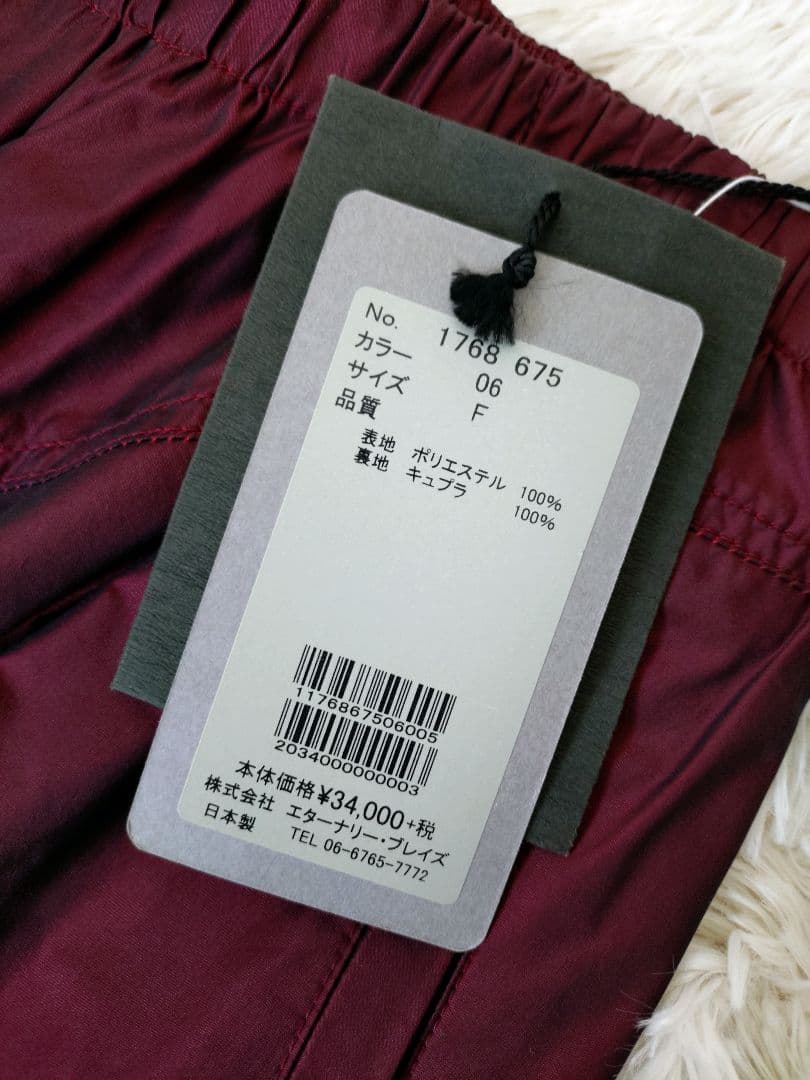 No. 1768 675
カラー 06
サイズ F
品質
表地 ポリエステル 100%
裏地 キュプラ 100%
1176867506005
2034000000003
本体価格¥34,000+税
株式会社 エターナリー・ブレイズ
日本製 TEL 06-6765-7772